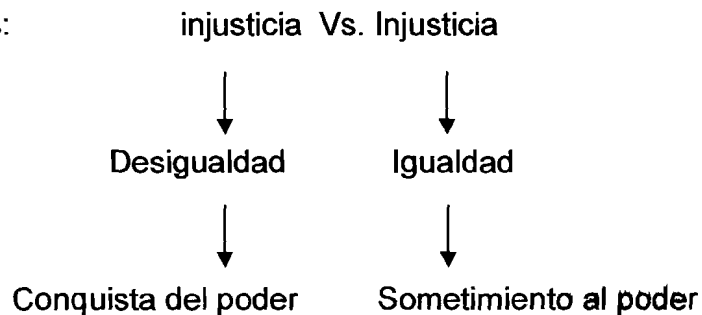 s: injusticia Vs. Injusticia
Desigualdad Igualdad
Conquista del poder Sometimiento al poder